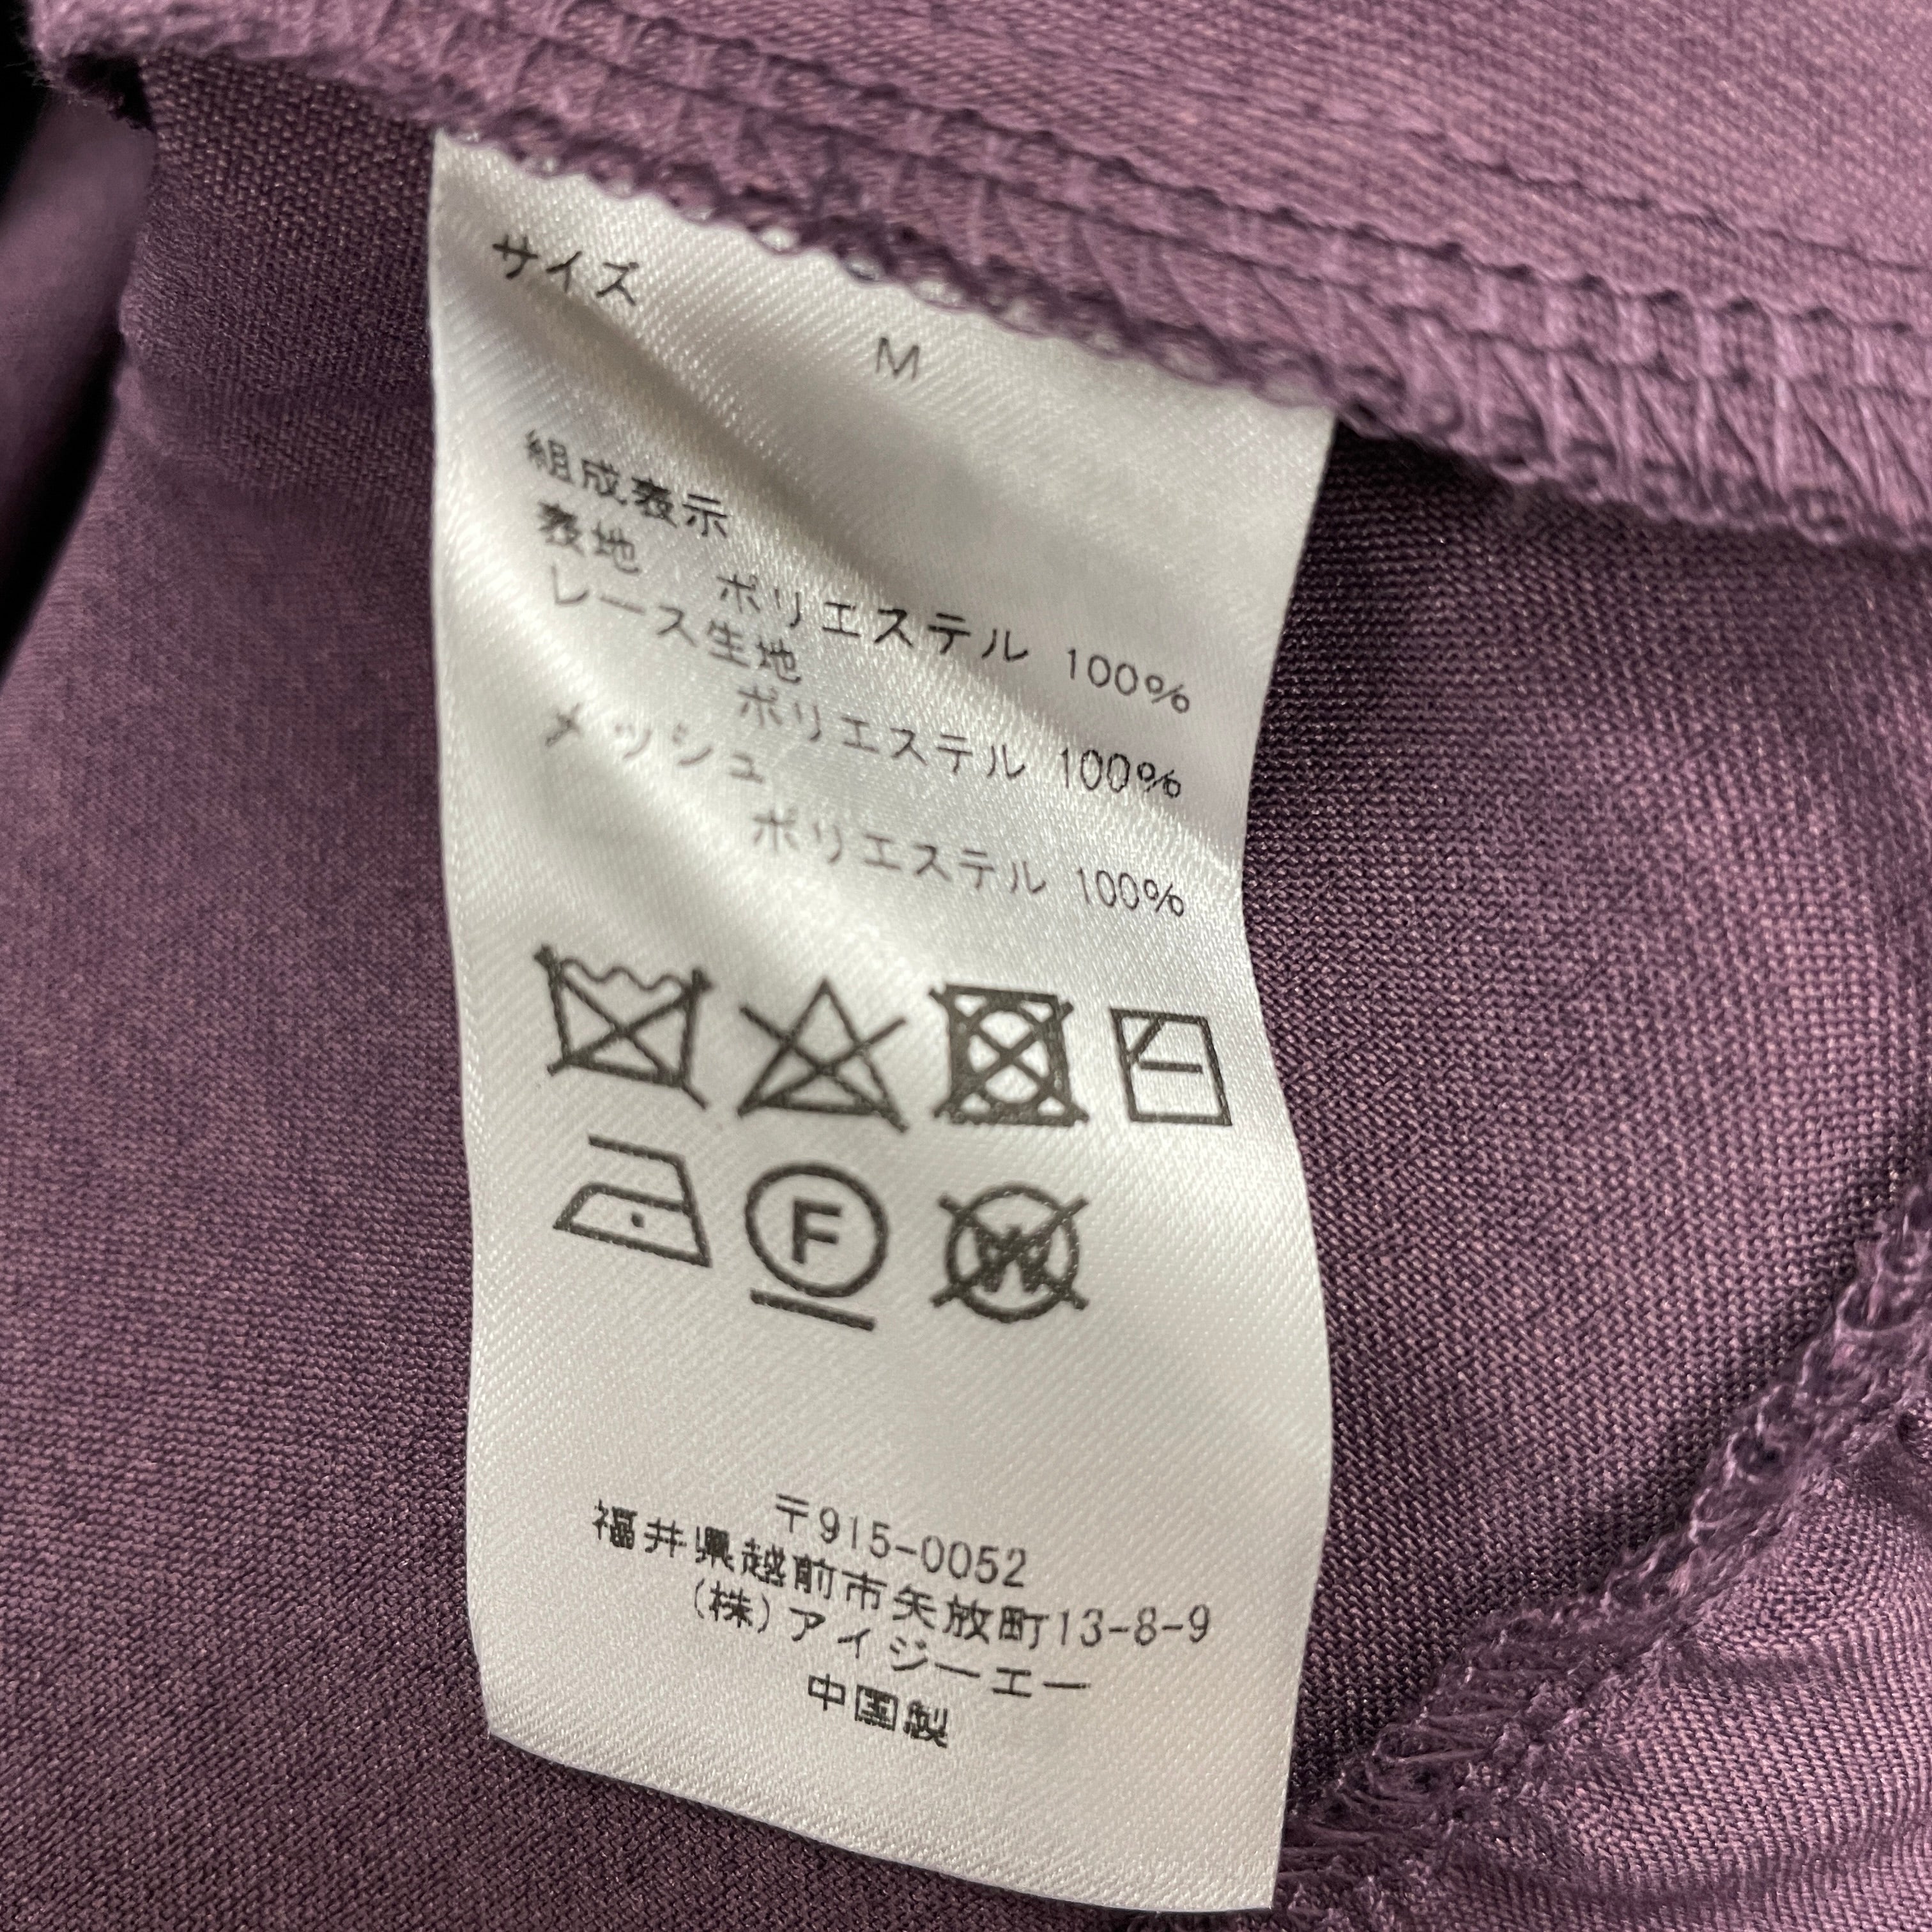 サイズ
M
組成表示
表地 ポリエステル 100%
レース生地
ポリエステル 100%
メッシュ
ポリエステル 100%
F
W
〒915-0052
福井県越前市矢放町13-8-9
(株)アイジーエー
中国製